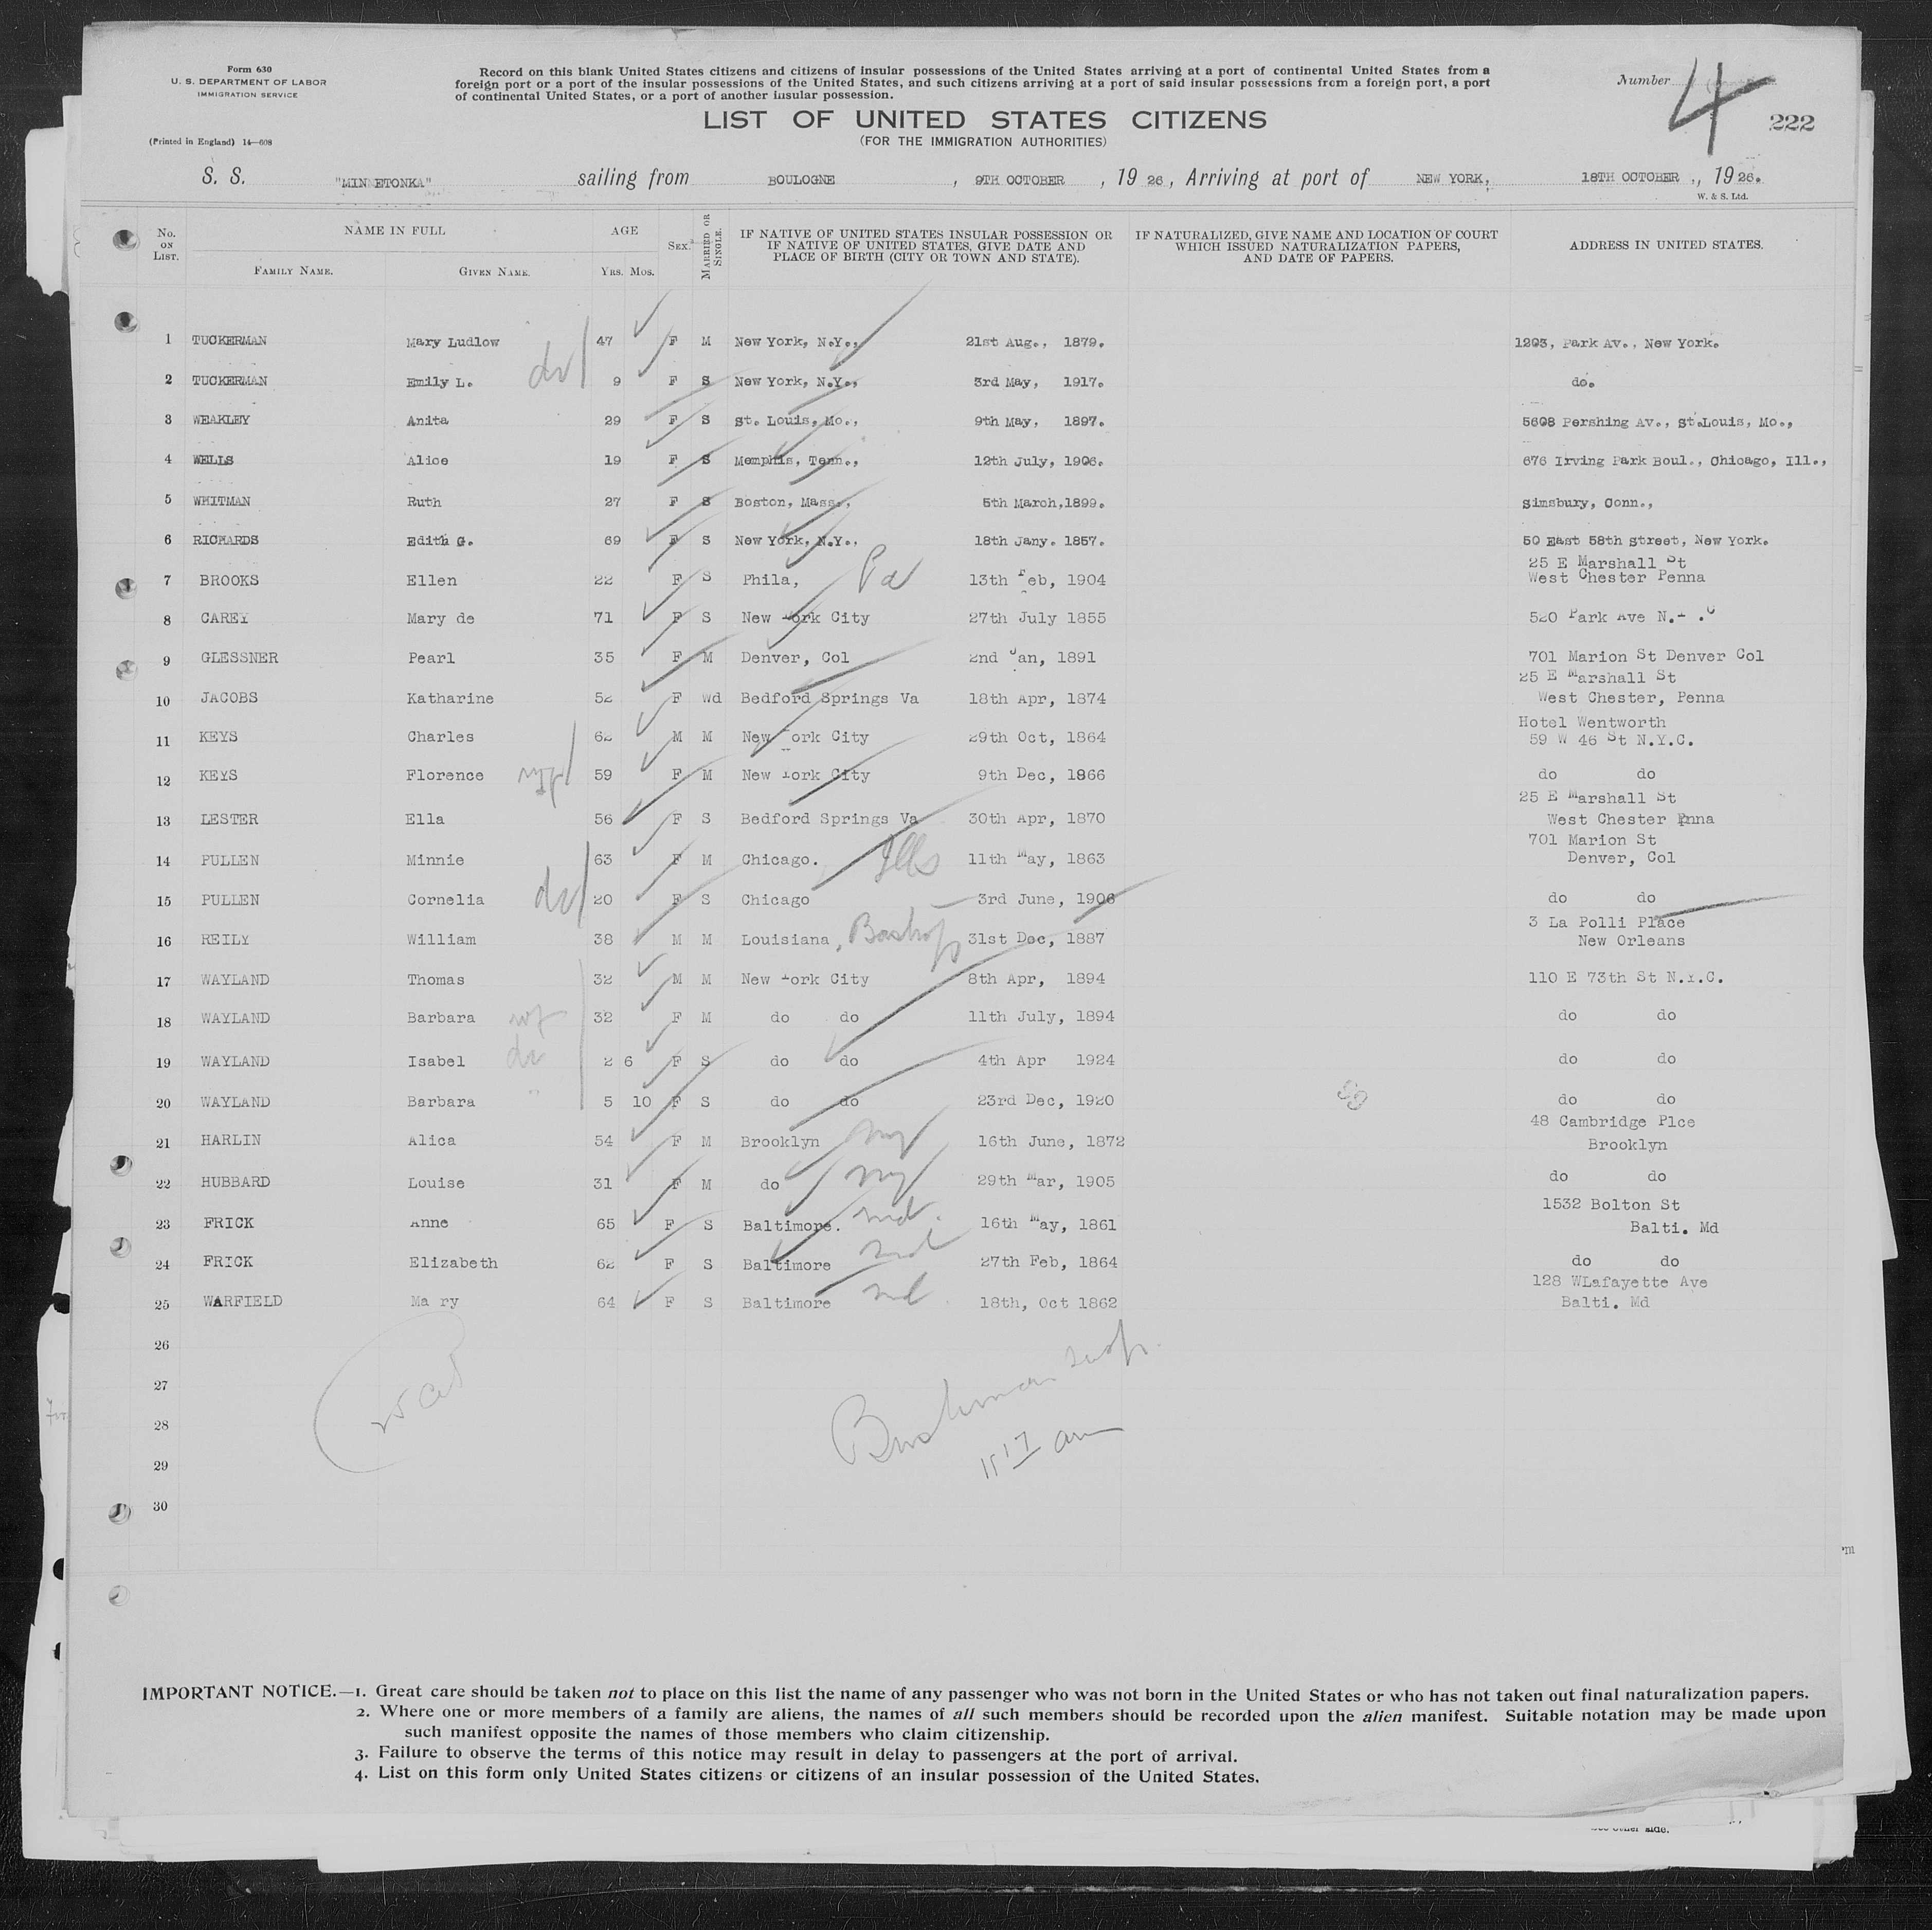 Form 630
U. S. DEPARTMENT OF LABOR
IMMIGRATION SERVICE
(Printed in England) 14—608
Record on this blank United States citizens and citizens of insular possessions of the United States arriving at a port of continental United States from a
foreign port or a port of the insular possessions of the United States, and such citizens arriving at a port of said insular possessions from a foreign port, a port
of continental United States, or a port of another insular possession.
Number 4
222
LIST OF UNITED STATES CITIZENS
(FOR THE IMMIGRATION AUTHORITIES)
S. S. "MINNETONKA" sailing from BOULOGNE, 9TH OCTOBER, 1926, Arriving at port of NEW YORK, 18TH OCTOBER., 1926.
W. & S. Ltd.
No. ON LIST. NAME IN FULL FAMILY NAME. GIVEN NAME. AGE YRS. MOS. SEX. MARRIED OR SINGLE. IF NATIVE OF UNITED STATES INSULAR POSSESSION OR IF NATIVE OF UNITED STATES, GIVE DATE AND PLACE OF BIRTH (CITY OR TOWN AND STATE). IF NATURALIZED, GIVE NAME AND LOCATION OF COURT WHICH ISSUED NATURALIZATION PAPERS, AND DATE OF PAPERS. ADDRESS IN UNITED STATES.
1 TUCKERMAN Mary Ludlow 47 F M New York, N.Y., 21st Aug., 1879. 1203, Park Av., New York.
2 TUCKERMAN Emily L. 9 F S New York, N.Y., 3rd May, 1917. do.
3 WEAKLEY Anita 29 F S St. Louis, Mo., 9th May, 1897. 5608 Pershing Av., St.Louis, Mo.,
4 WELLS Alice 19 F S Memphis, Tenn., 12th July, 1906. 676 Irving Park Boul., Chicago, Ill.,
5 WHITMAN Ruth 27 F S Boston, Mass., 5th March,1899. Simsbury, Conn.,
6 RICHARDS Edith G. 69 F S New York, N.Y., 18th Jany. 1857. 50 East 58th Street, New York.
7 BROOKS Ellen 22 F S Phila, Pa 13th Feb, 1904 25 E Marshall St West Chester Penna
8 CAREY Mary de 71 F S New York City 27th July 1855 520 Park Ave N.Y.C
9 GLESSNER Pearl 35 F M Denver, Col 2nd Jan, 1891 701 Marion St Denver Col
10 JACOBS Katharine 52 F Wd Bedford Springs Va 18th Apr, 1874 25 E Marshall St West Chester, Penna
11 KEYS Charles 62 M M New York City 29th Oct, 1864 Hotel Wentworth 59 W 46 St N.Y.C.
12 KEYS Florence 59 F M New York City 9th Dec, 1866 do do
13 LESTER Ella 56 F S Bedford Springs Va 30th Apr, 1870 25 E Marshall St West Chester Pnna
14 PULLEN Minnie 63 F M Chicago. Ills 11th May, 1863 701 Marion St Denver, Col
15 PULLEN Cornelia 20 F S Chicago 3rd June, 1906 do do
16 REILY William 38 M M Louisiana, Bastrop 31st Dec, 1887 3 La Polli Place New Orleans
17 WAYLAND Thomas 32 M M New York City 8th Apr, 1894 110 E 73th St N.Y.C.
18 WAYLAND Barbara wf 32 F M do do 11th July, 1894 do do
19 WAYLAND Isabel 2 6 F S do do 4th Apr 1924 do do
20 WAYLAND Barbara " 5 10 F S do do 23rd Dec, 1920 do do
21 HARLIN Alica 54 F M Brooklyn NY 16th June, 1872 48 Cambridge Plce Brooklyn
22 HUBBARD Louise 31 F M do NY 29th Mar, 1905 do do
23 FRICK Anne 65 F S Baltimore. Md. 16th May, 1861 1532 Bolton St Balti. Md
24 FRICK Elizabeth 62 F S Baltimore Md 27th Feb, 1864 do do
25 WARFIELD Ma ry 64 F S Baltimore Md 18th, Oct 1862 128 WLafayette Ave Balti. Md
26
27
28
29
30
IMPORTANT NOTICE.—1. Great care should be taken not to place on this list the name of any passenger who was not born in the United States or who has not taken out final naturalization papers.
2. Where one or more members of a family are aliens, the names of all such members should be recorded upon the alien manifest. Suitable notation may be made upon
such manifest opposite the names of those members who claim citizenship.
3. Failure to observe the terms of this notice may result in delay to passengers at the port of arrival.
4. List on this form only United States citizens or citizens of an insular possession of the United States.
other side.